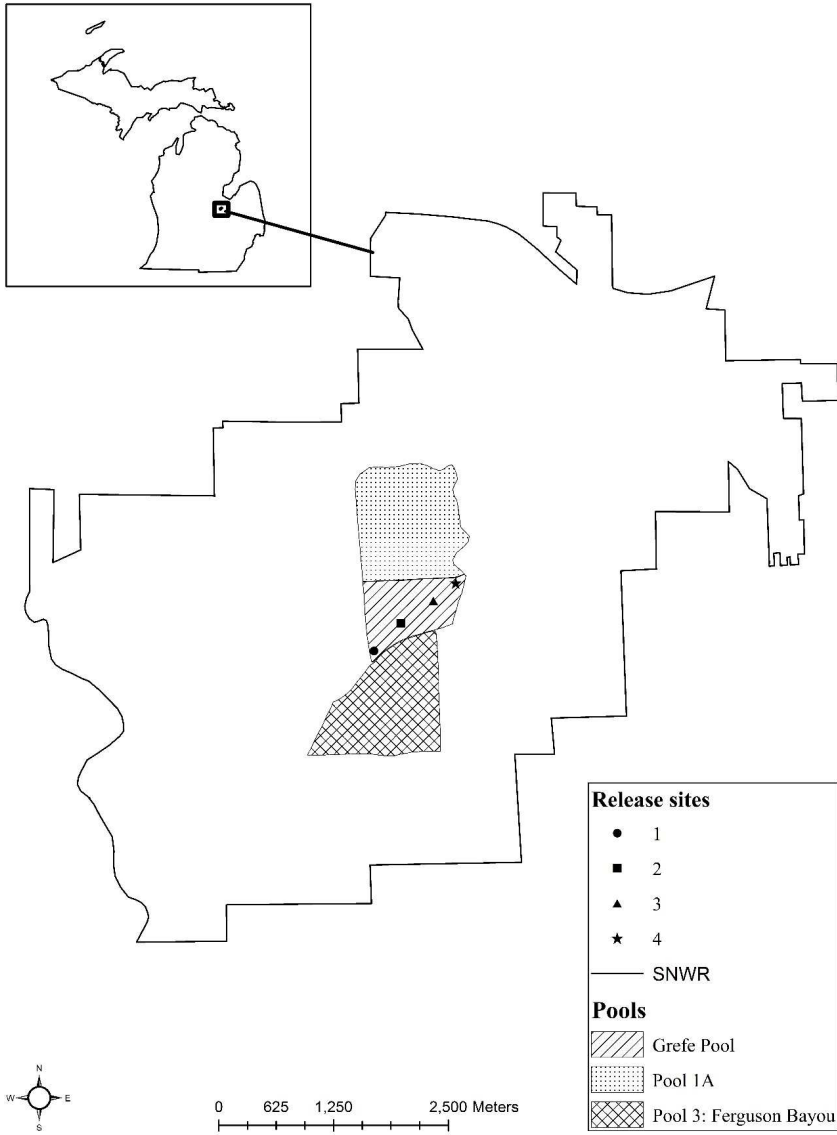 Release sites
1
2
3
4
SNWR
Pools
Grefe Pool
Pool 1A
Pool 3: Ferguson Bayou
N
W E
S
0 625 1,250 2,500 Meters